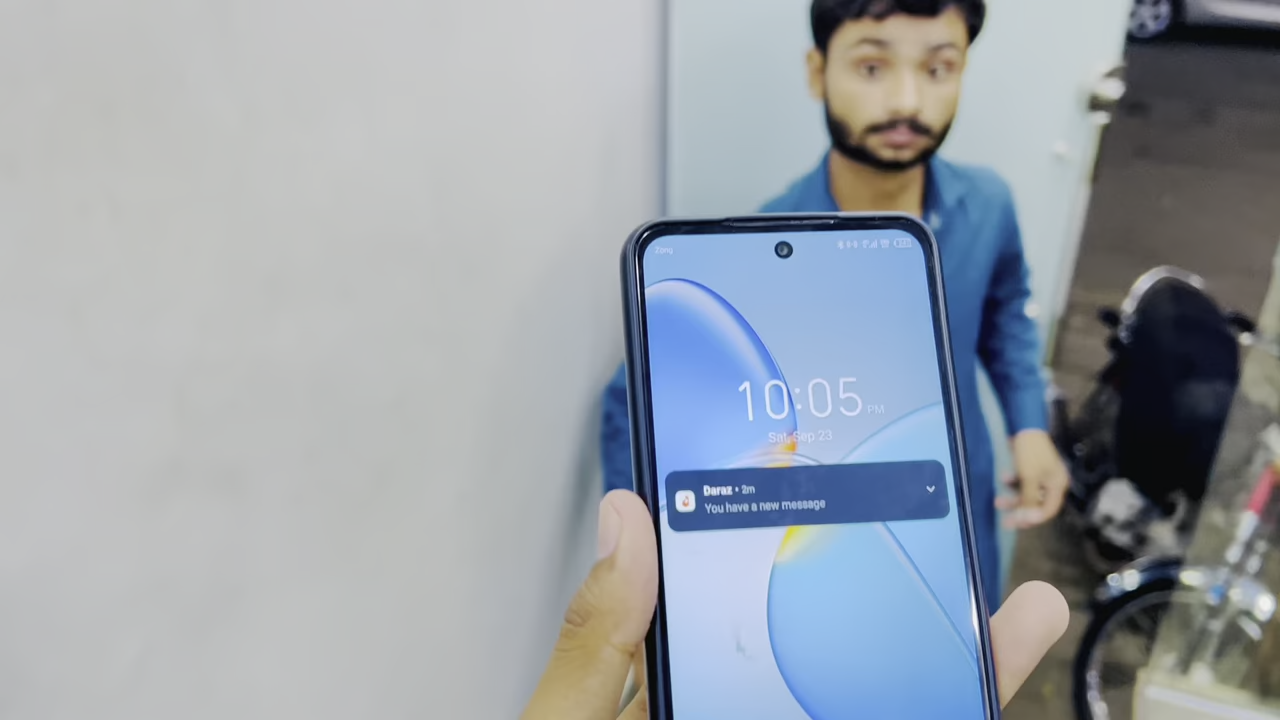 Zong
10:05 PM
Sat, Sep 23
Daraz • 2m
You have a new message